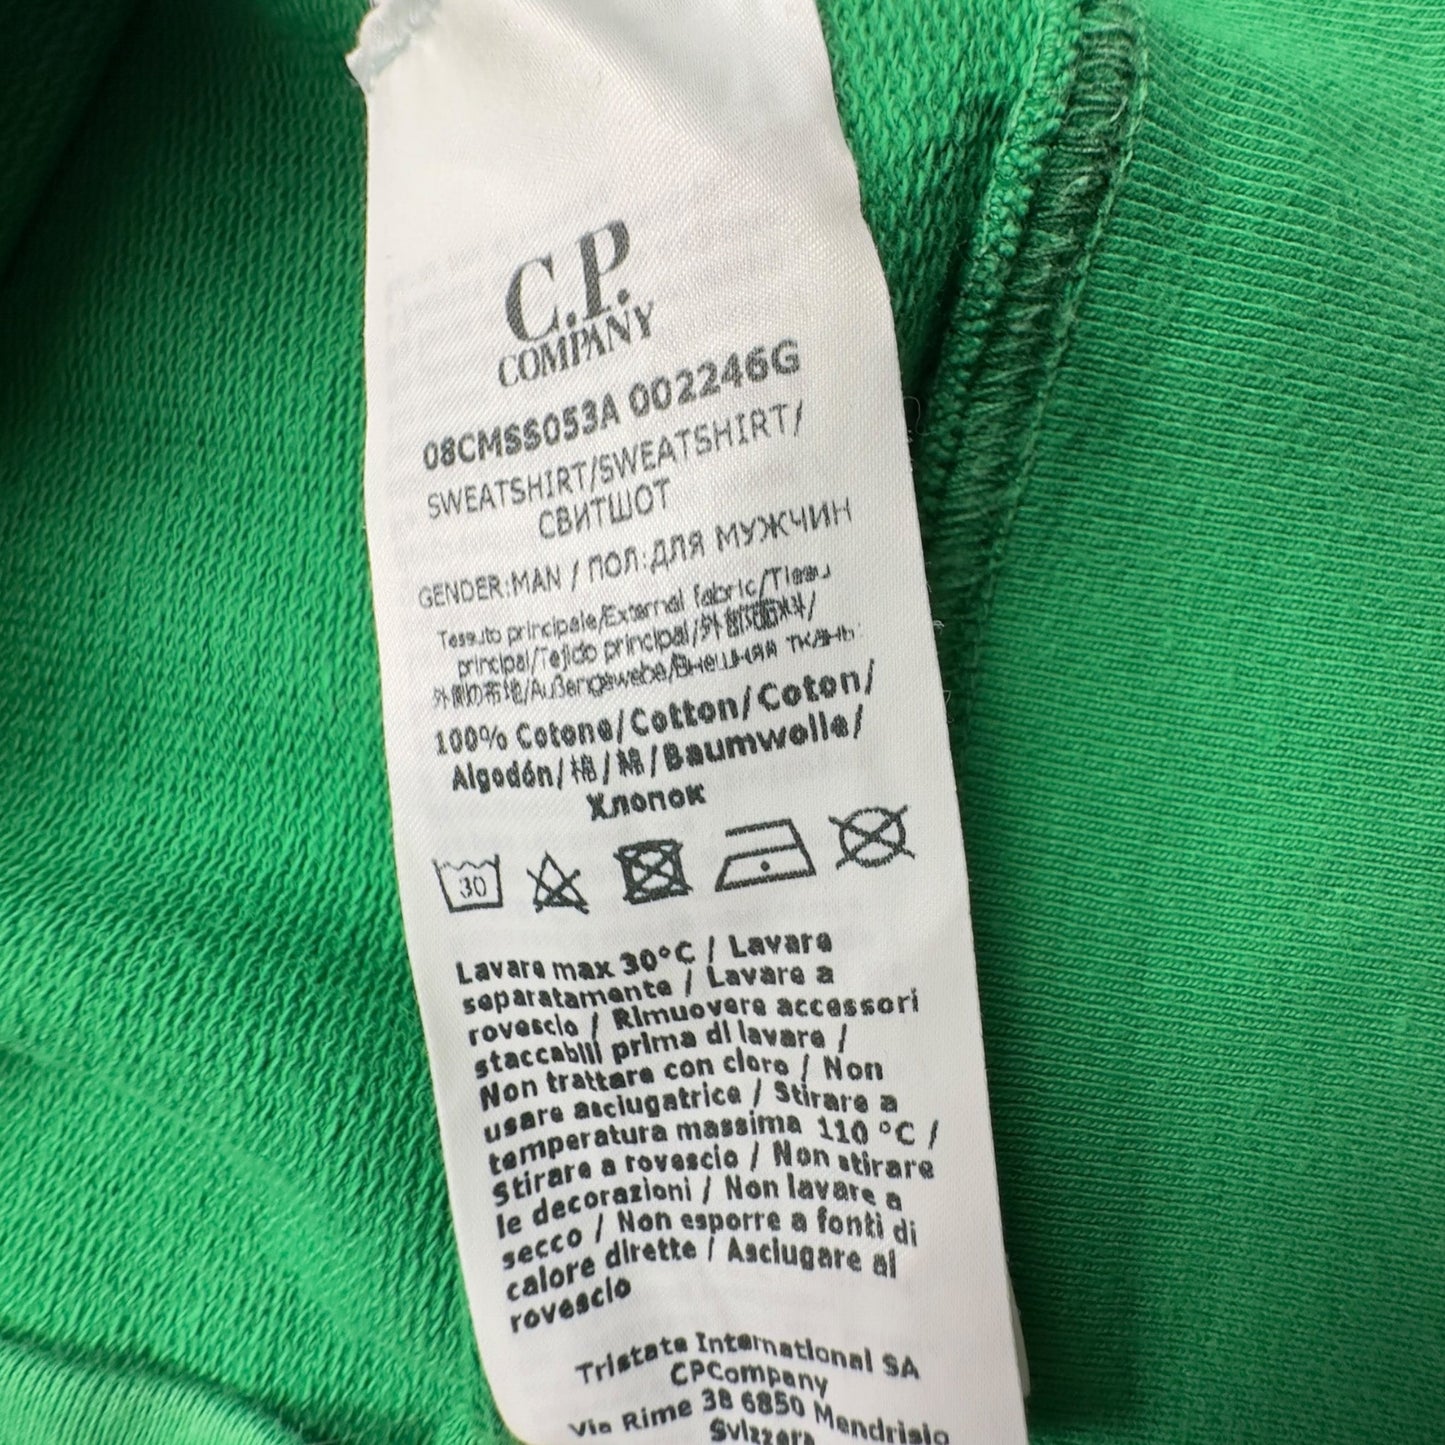 C.P.
COMPANY
08CMSS053A 002246G
SWEATSHIRT/SWEATSHIRT/
СВИТШОТ
GENDER:MAN / ПОЛ:ДЛЯ МУЖЧИН
Tessuto principale/External fabric/Tissu
principal/Tejido principal/外部面料/
外側の布地/Außengewebe/Внешняя ткань:
100% Cotone/Cotton/Coton/
Algodón/棉/綿/Baumwolle/
Хлопок
30
Lavare max 30°C / Lavare
separatamente / Lavare a
rovescio / Rimuovere accessori
staccabili prima di lavare /
Non trattare con cloro / Non
usare asciugatrice / Stirare a
temperatura massima 110 °C /
Stirare a rovescio / Non stirare
le decorazioni / Non lavare a
secco / Non esporre a fonti di
calore dirette / Asciugare al
rovescio
Tristate International SA
CPCompany
Via Rime 38 6850 Mendrisio
Svizzera